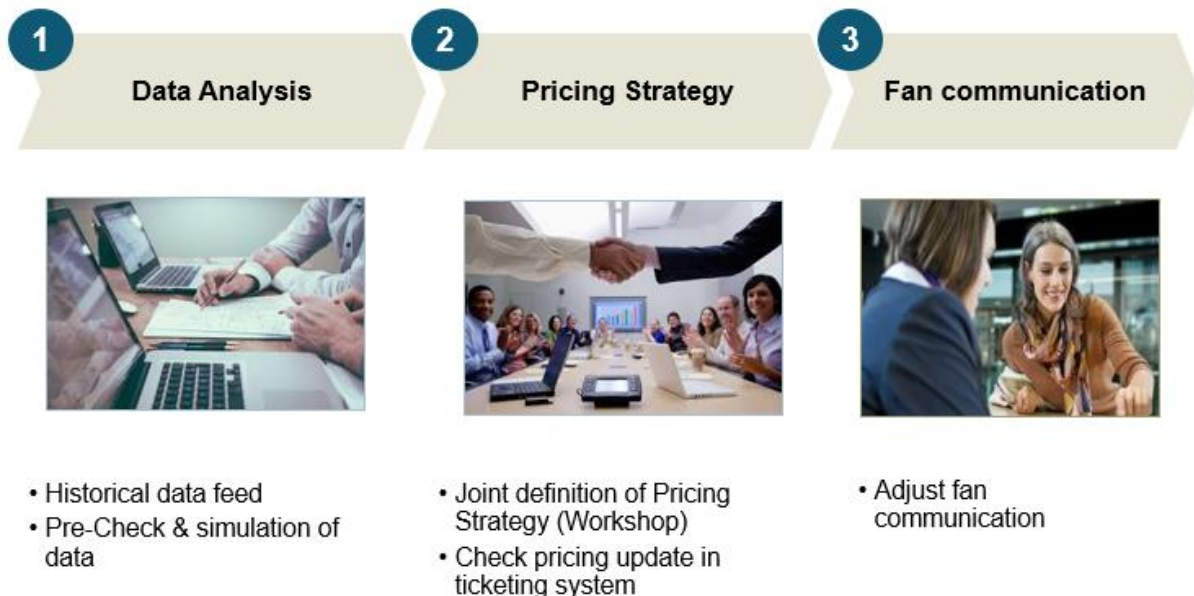 1
Data Analysis
2
Pricing Strategy
3
Fan communication
• Historical data feed
• Pre-Check & simulation of
data
• Joint definition of Pricing
Strategy (Workshop)
• Check pricing update in
ticketing system
• Adjust fan
communication